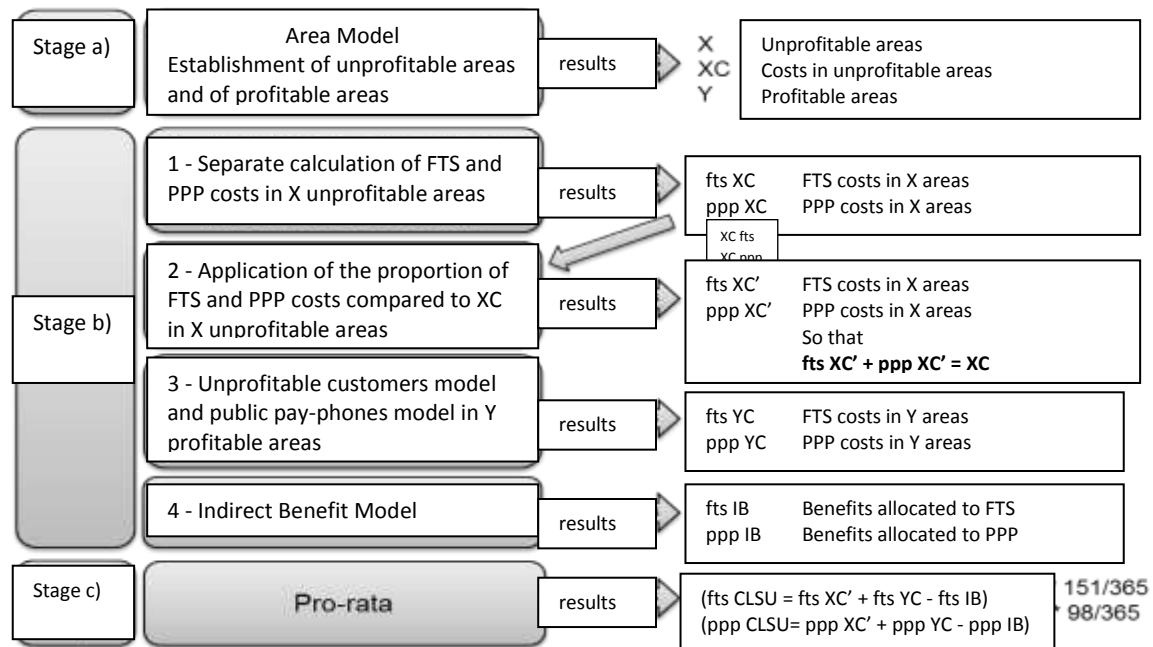 Stage a)
Area Model
Establishment of unprofitable areas
and of profitable areas
results
X
XC
Y
Unprofitable areas
Costs in unprofitable areas
Profitable areas
Stage b)
1 - Separate calculation of FTS and
PPP costs in X unprofitable areas
results
fts XC FTS costs in X areas
ppp XC PPP costs in X areas
XC fts
XC ppp
2 - Application of the proportion of
FTS and PPP costs compared to XC
in X unprofitable areas
results
fts XC’ FTS costs in X areas
ppp XC’ PPP costs in X areas
So that
fts XC’ + ppp XC’ = XC
3 - Unprofitable customers model
and public pay-phones model in Y
profitable areas
results
fts YC FTS costs in Y areas
ppp YC PPP costs in Y areas
4 - Indirect Benefit Model
results
fts IB Benefits allocated to FTS
ppp IB Benefits allocated to PPP
Stage c)
Pro-rata
results
(fts CLSU = fts XC’ + fts YC - fts IB)
(ppp CLSU= ppp XC’ + ppp YC - ppp IB)
151/365
* 98/365